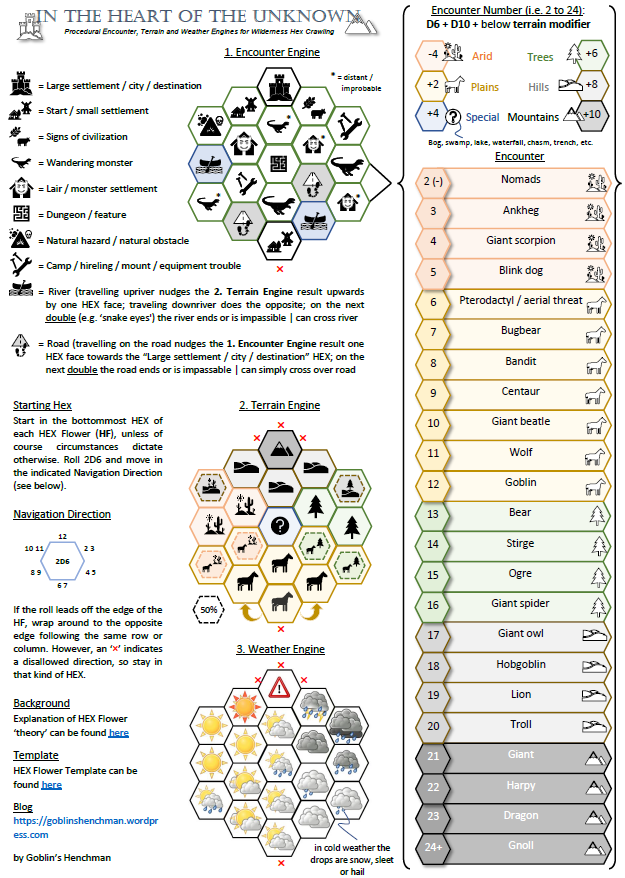 IN THE HEART OF THE UNKNOWN
Procedural Encounter, Terrain and Weather Engines for Wilderness Hex Crawling
1. Encounter Engine
* = distant /
improbable
= Large settlement / city / destination
= Start / small settlement
= Signs of civilization
= Wandering monster
= Lair / monster settlement
= Dungeon / feature
= Natural hazard / natural obstacle
= Camp / hireling / mount / equipment trouble
*
*
*
*
×
= River (travelling upriver nudges the 2. Terrain Engine result upwards
by one HEX face; traveling downriver does the opposite; on the next
double (e.g. 'snake eyes') the river ends or is impassible | can cross river
= Road (travelling on the road nudges the 1. Encounter Engine result one
HEX face towards the "Large settlement / city / destination" HEX; on the
next double the road ends or is impassable | can simply cross over road
Starting Hex
Start in the bottommost HEX of
each HEX Flower (HF), unless of
course circumstances dictate
otherwise. Roll 2D6 and move in
the indicated Navigation Direction
(see below).
Navigation Direction
12
10 11
2 3
2D6
8 9
4 5
6 7
If the roll leads off the edge of the
HF, wrap around to the opposite
edge following the same row or
column. However, an '×' indicates
a disallowed direction, so stay in
that kind of HEX.
Background
Explanation of HEX Flower
'theory' can be found here
Template
HEX Flower Template can be
found here
Blog
https://goblinshenchman.wordpr
ess.com
by Goblin's Henchman
2. Terrain Engine
×
× ×
?
50%
×
3. Weather Engine
×
× ×
!
×
in cold weather the
drops are snow, sleet
or hail
Encounter Number (i.e. 2 to 24):
D6 + D10 + below terrain modifier
-4 Arid Trees +6
+2 Plains Hills +8
+4 ? Special Mountains +10
Bog, swamp, lake, waterfall, chasm, trench, etc.
Encounter
2 (-) Nomads
3 Ankheg
4 Giant scorpion
5 Blink dog
6 Pterodactyl / aerial threat
7 Bugbear
8 Bandit
9 Centaur
10 Giant beatle
11 Wolf
12 Goblin
13 Bear
14 Stirge
15 Ogre
16 Giant spider
17 Giant owl
18 Hobgoblin
19 Lion
20 Troll
21 Giant
22 Harpy
23 Dragon
24+ Gnoll